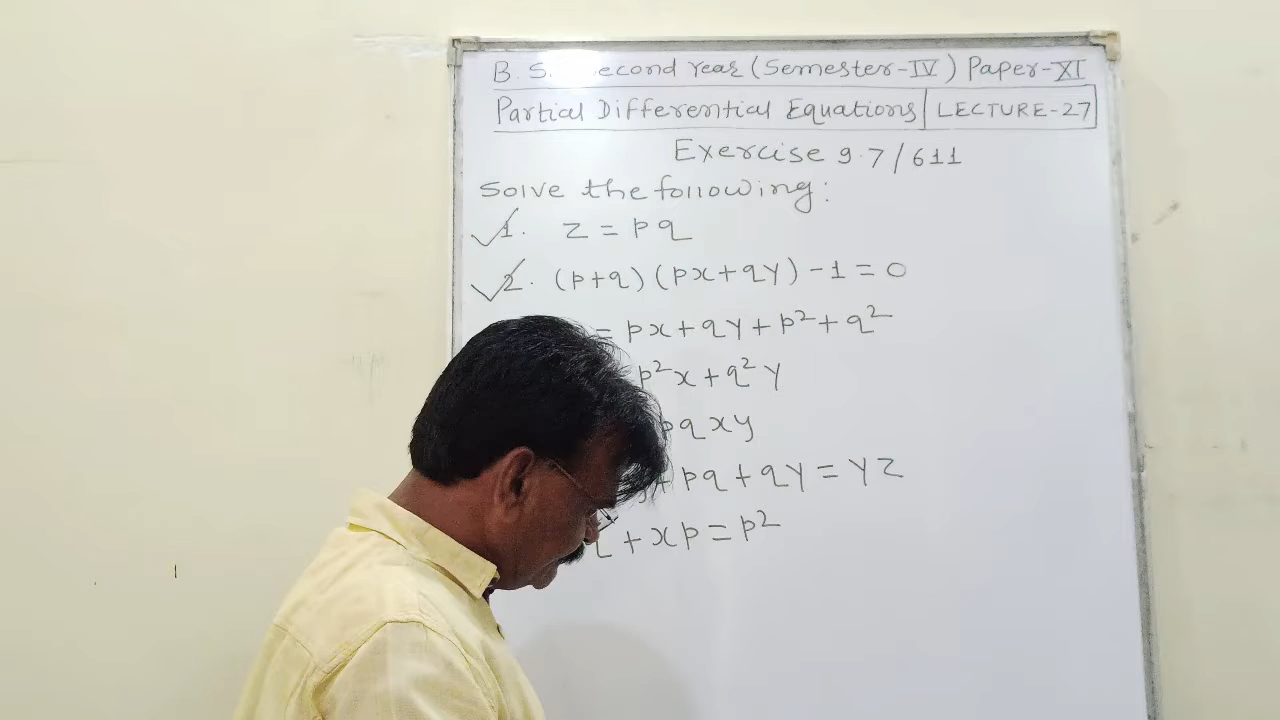 B. S. econd Year (Semester-IV) Paper-XI
Partial Differential Equations LECTURE-27
Exercise 9.7/611
Solve the following:
1. z = pq
2. (p+q)(px+qy)-1=0
= px+qy+p²+q²
p²x+q²y
pqxy
pq+qy=yz
+xp=p²